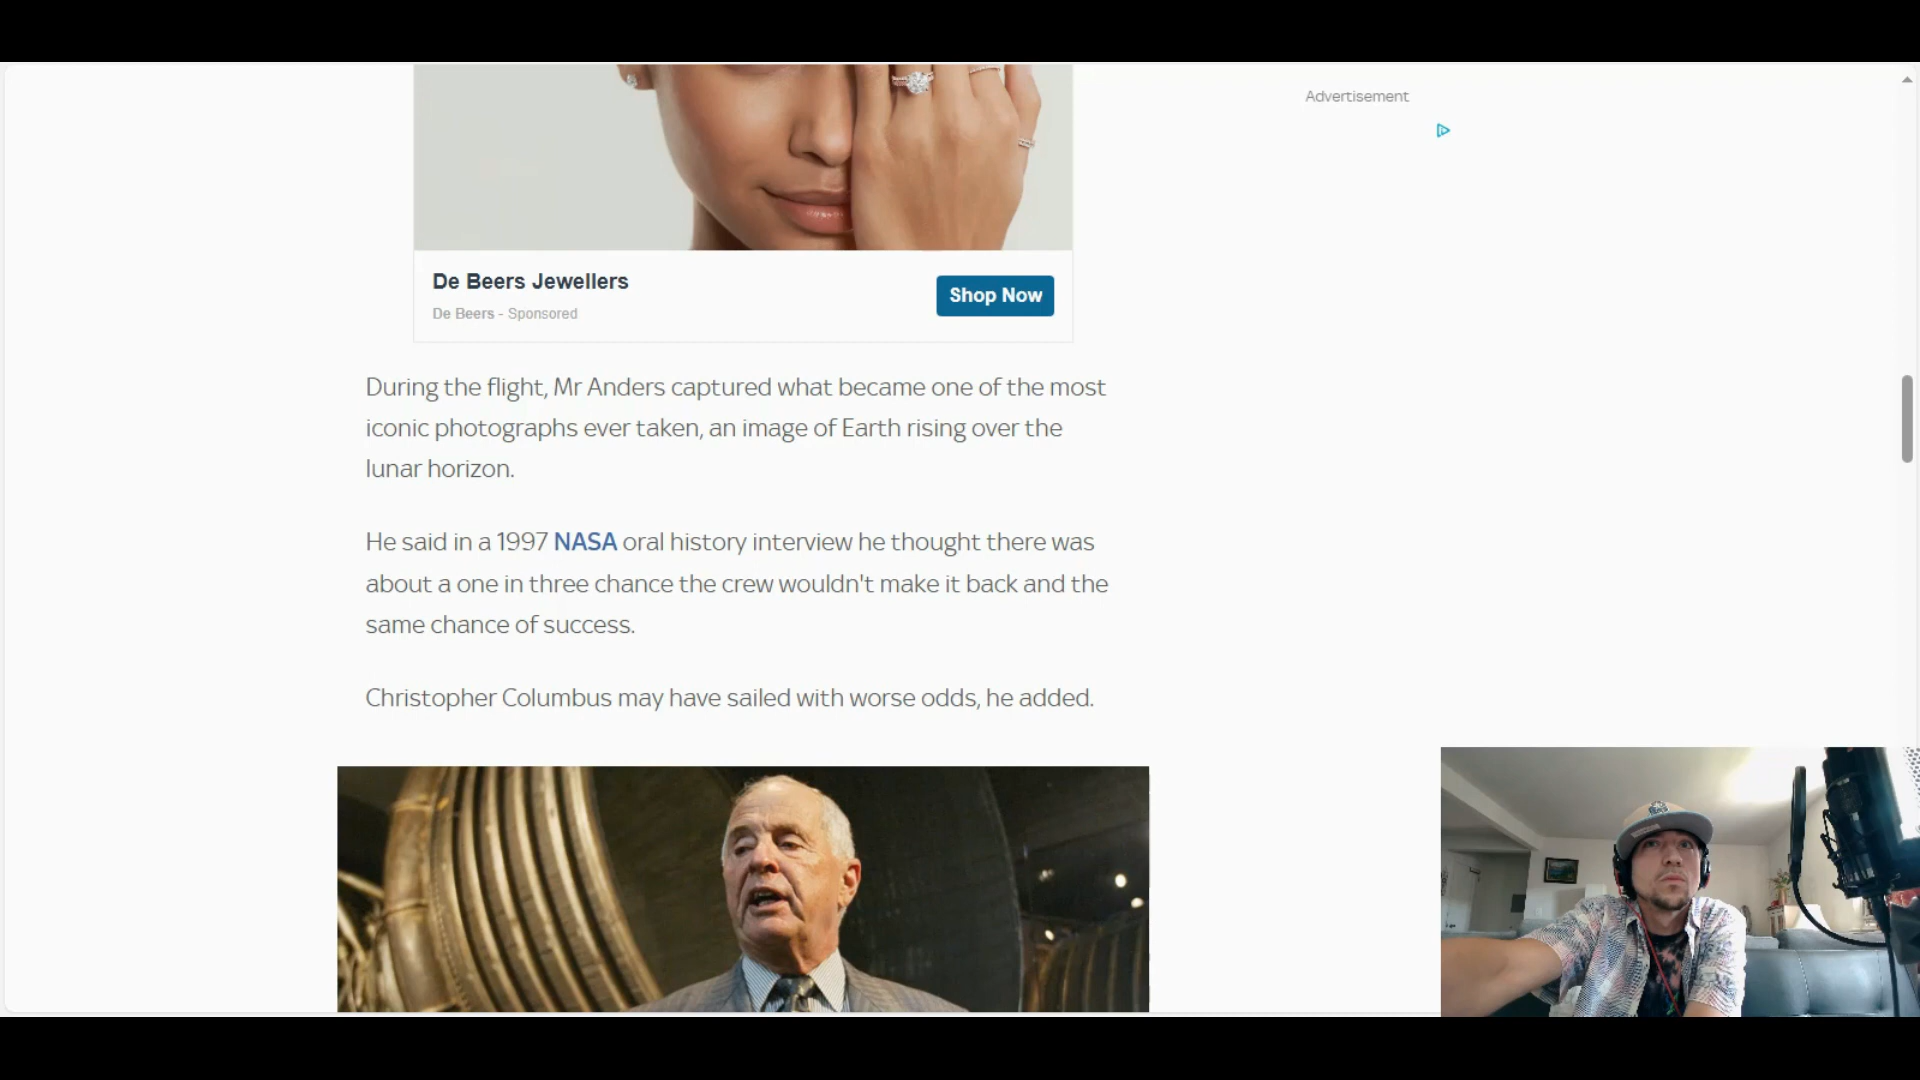 Advertisement
De Beers Jewellers
De Beers - Sponsored
Shop Now
During the flight, Mr Anders captured what became one of the most
iconic photographs ever taken, an image of Earth rising over the
lunar horizon.
He said in a 1997 NASA oral history interview he thought there was
about a one in three chance the crew wouldn't make it back and the
same chance of success.
Christopher Columbus may have sailed with worse odds, he added.